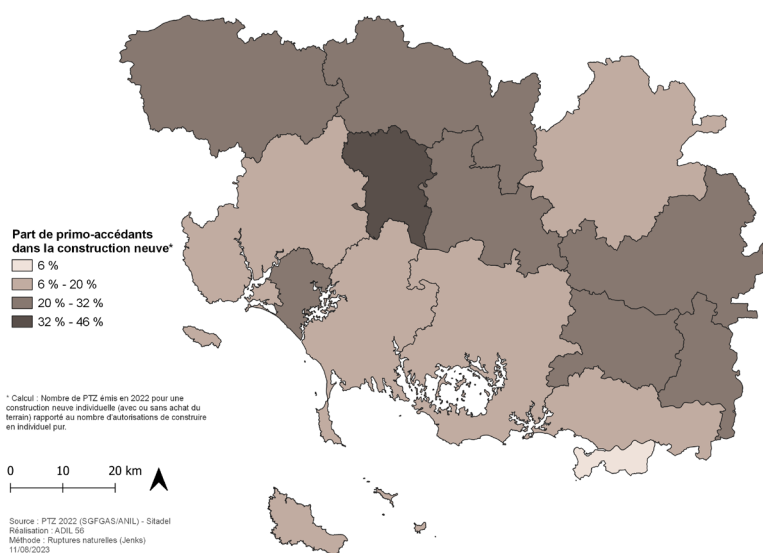 Part de primo-accédants
dans la construction neuve*
6 %
6 % - 20 %
20 % - 32 %
32 % - 46 %
* Calcul : Nombre de PTZ émis en 2022 pour une
construction neuve individuelle (avec ou sans achat du
terrain) rapporté au nombre d'autorisations de construire
en individuel pur.
0 10 20 km
Source : PTZ 2022 (SGFGAS/ANIL) - Sitadel
Réalisation : ADIL 56
Méthode : Ruptures naturelles (Jenks)
11/08/2023